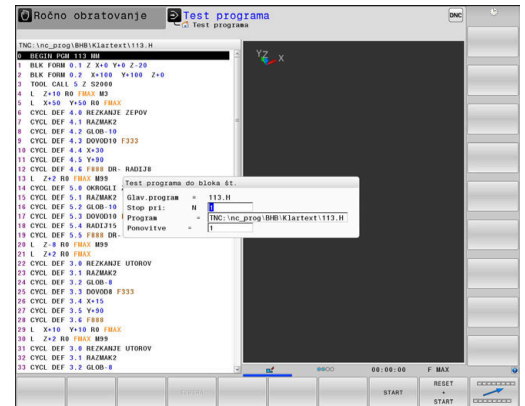 Ročno obratovanje
Test programa
Test programa
DNC
TNC:\nc_prog\BHB\Klartext\113.H
0 BEGIN PGM 113 MM
1 BLK FORM 0.1 Z X+0 Y+0 Z-20
2 BLK FORM 0.2 X+100 Y+100 Z+0
3 TOOL CALL 5 Z S2000
4 L Z+10 R0 FMAX M3
5 L X+50 Y+50 R0 FMAX
6 CYCL DEF 4.0 REZKANJE ZEPOV
7 CYCL DEF 4.1 RAZMAK2
8 CYCL DEF 4.2 GLOB-10
9 CYCL DEF 4.3 DOVOD10 F333
10 CYCL DEF 4.4 X+30
11 CYCL DEF 4.5 Y+90
12 CYCL DEF 4.6 F888 DR- RADIJ8
13 L Z+2 R0 FMAX M99
14 CYCL DEF 5.0 OKROGLI
15 CYCL DEF 5.1 RAZMAK2
16 CYCL DEF 5.2 GLOB-10
17 CYCL DEF 5.3 DOVOD10
18 CYCL DEF 5.4 RADIJ15
19 CYCL DEF 5.5 F888 DR-
20 L Z-8 R0 FMAX M99
21 L Z+2 R0 FMAX
22 CYCL DEF 3.0 REZKANJE UTOROV
23 CYCL DEF 3.1 RAZMAK2
24 CYCL DEF 3.2 GLOB-8
25 CYCL DEF 3.3 DOVOD8 F333
26 CYCL DEF 3.4 X+15
27 CYCL DEF 3.5 Y+90
28 CYCL DEF 3.6 F888
29 L X+10 Y+10 R0 FMAX
30 L Z+2 R0 FMAX M99
31 CYCL DEF 3.0 REZKANJE UTOROV
32 CYCL DEF 3.1 RAZMAK2
33 CYCL DEF 3.2 GLOB-8
YZ X
Test programa do bloka št.
Glav.program = 113.H
Stop pri: N 1
Program = TNC:\nc_prog\BHB\Klartext\113.H
Ponovitve = 1
00:00:00 F MAX
START
RESET
+
START